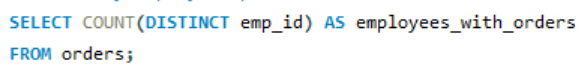 SELECT COUNT(DISTINCT emp_id) AS employees_with_orders
FROM orders;